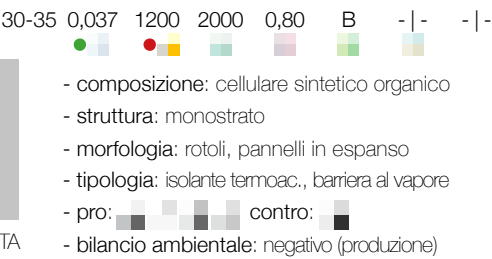 30-35 0,037 1200 2000 0,80 B -|- -|-
- composizione: cellulare sintetico organico
- struttura: monostrato
- morfologia: rotoli, pannelli in espanso
- tipologia: isolante termoac., barriera al vapore
- pro: contro:
TA
- bilancio ambientale: negativo (produzione)